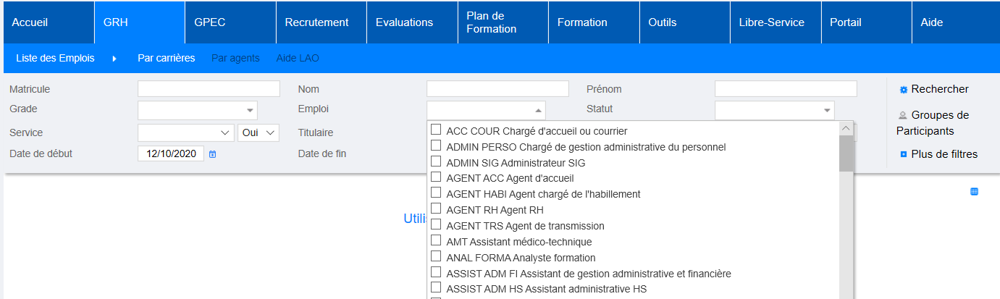 Accueil GRH GPEC Recrutement Evaluations Plan de Formation Formation Outils Libre-Service Portail Aide
Liste des Emplois Par carrières Par agents Aide LAO
Matricule Nom Prénom Rechercher
Grade Emploi Statut
Groupes de Participants
Service Oui Titulaire
Date de début 12/10/2020 Date de fin Plus de filtres
ACC COUR Chargé d'accueil ou courrier
ADMIN PERSO Chargé de gestion administrative du personnel
ADMIN SIG Administrateur SIG
AGENT ACC Agent d'accueil
AGENT HABI Agent chargé de l'habillement
AGENT RH Agent RH
AGENT TRS Agent de transmission
AMT Assistant médico-technique
ANAL FORMA Analyste formation
ASSIST ADM FI Assistant de gestion administrative et financière
ASSIST ADM HS Assistant administrative HS